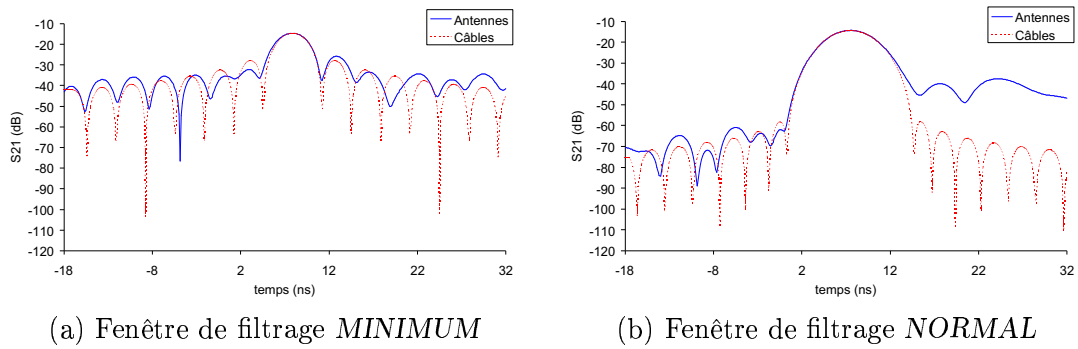 -10
-20
-30
-40
-50
-60
-70
-80
-90
-100
-110
-120
S21 (dB)
-18 -8 2 12 22 32
temps (ns)
Antennes
Câbles
(a) Fenêtre de filtrage MINIMUM
-10
-20
-30
-40
-50
-60
-70
-80
-90
-100
-110
-120
S21 (dB)
-18 -8 2 12 22 32
temps (ns)
Antennes
Câbles
(b) Fenêtre de filtrage NORMAL